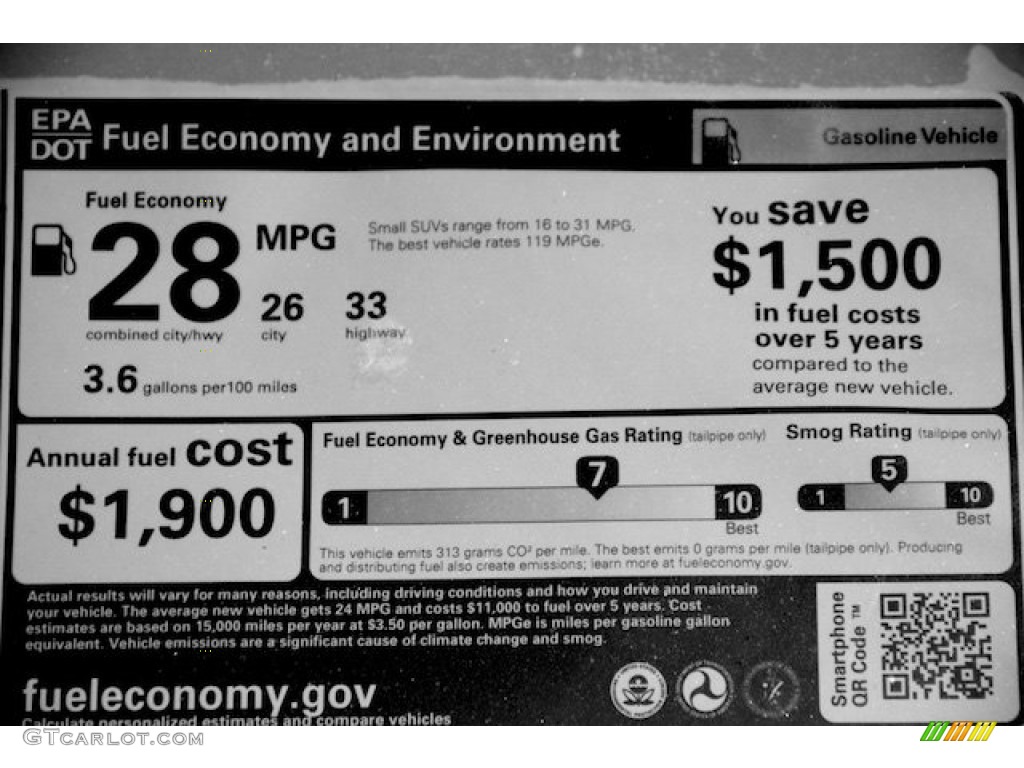 EPA
DOT
Fuel Economy and Environment
Gasoline Vehicle
Fuel Economy
28
MPG
combined city/hwy
26
city
33
highway
Small SUVs range from 16 to 31 MPG.
The best vehicle rates 119 MPGe.
3.6 gallons per100 miles
You save
$1,500
in fuel costs
over 5 years
compared to the
average new vehicle.
Annual fuel cost
$1,900
Fuel Economy & Greenhouse Gas Rating (tailpipe only)
7
1
10
Best
Smog Rating (tailpipe only)
5
1
10
Best
This vehicle emits 313 grams CO² per mile. The best emits 0 grams per mile (tailpipe only). Producing
and distributing fuel also create emissions; learn more at fueleconomy.gov.
Actual results will vary for many reasons, including driving conditions and how you drive and maintain
your vehicle. The average new vehicle gets 24 MPG and costs $11,000 to fuel over 5 years. Cost
estimates are based on 15,000 miles per year at $3.50 per gallon. MPGe is miles per gasoline gallon
equivalent. Vehicle emissions are a significant cause of climate change and smog.
fueleconomy.gov
Calculate personalized estimates and compare vehicles
Smartphone
QR Code ™
GTcarlot.com